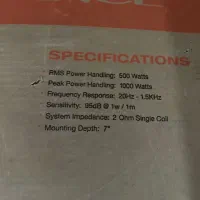 SPECIFICATIONS
RMS Power Handling: 500 Watts
Peak Power Handling: 1000 Watts
Frequency Response: 20Hz - 1.5KHz
Sensitivity: 95dB @ 1w / 1m
System Impedance: 2 Ohm Single Coil
Mounting Depth: 7"